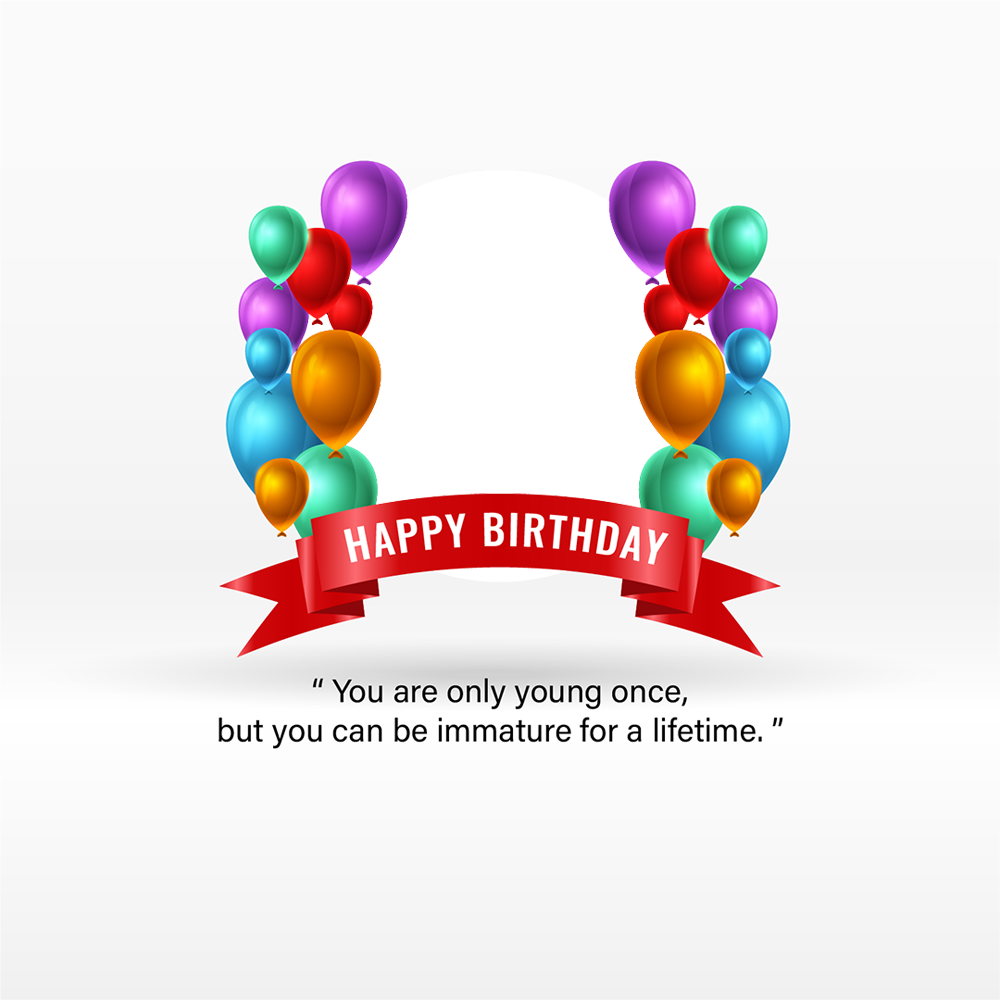 HAPPY BIRTHDAY
“ You are only young once,
but you can be immature for a lifetime. ”